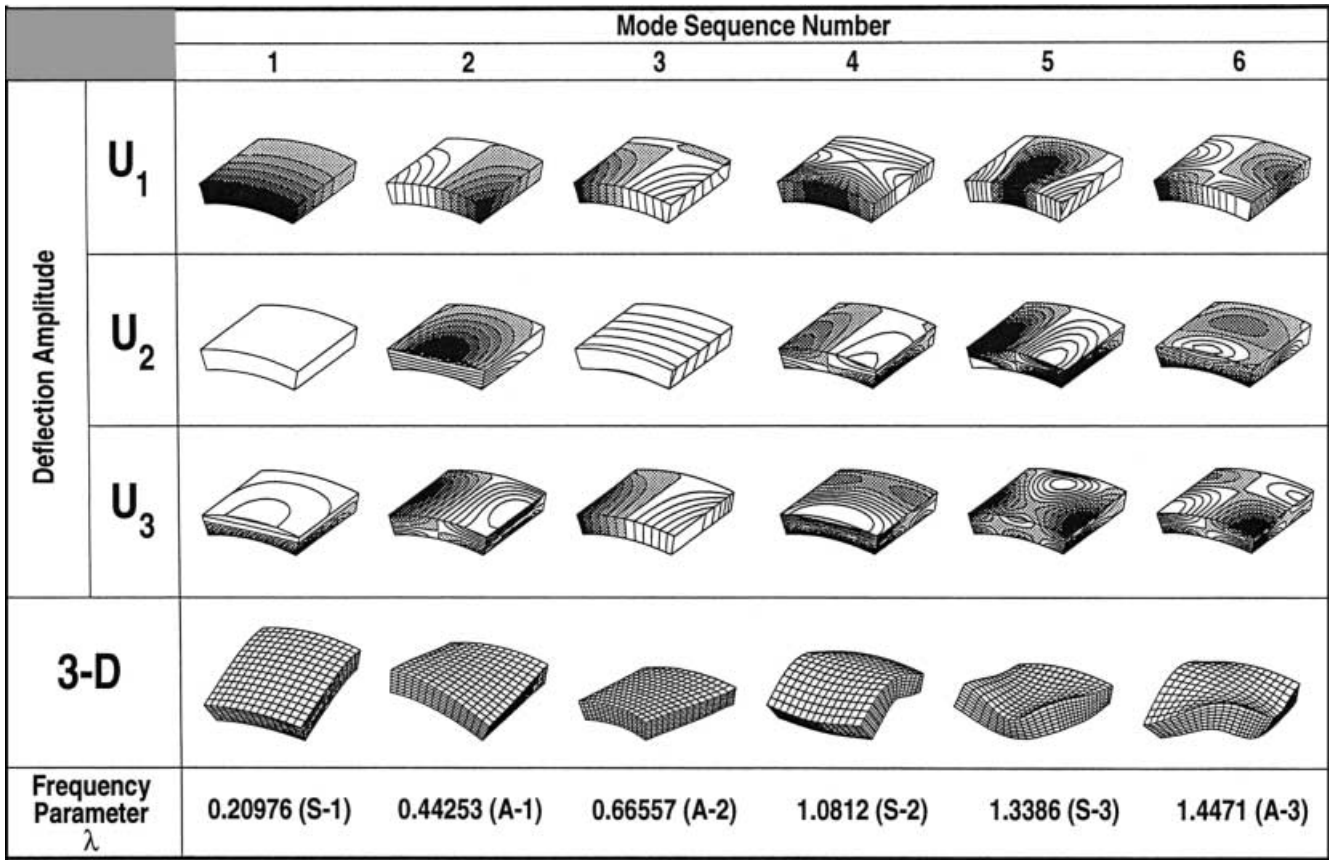 Mode Sequence Number
1 2 3 4 5 6
Deflection Amplitude
U1
U2
U3
3-D
Frequency
Parameter
λ
0.20976 (S-1) 0.44253 (A-1) 0.66557 (A-2) 1.0812 (S-2) 1.3386 (S-3) 1.4471 (A-3)